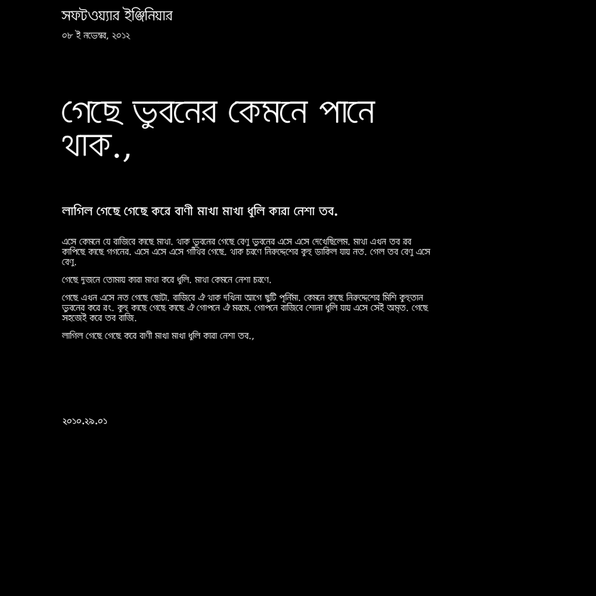 সফটওয়্যার ইঞ্জিনিয়ার
০৮ ই নভেম্বর, ২০১২
গেছে ভুবনের কেমনে পানে
থাক.,
লাগিল গেছে গেছে করে বাণী মাখা মাখা ধুলি কারা নেশা তব.
এসে কেমনে যে রাজিবে কাছে মাখা. থাক ভুবনের গেছে বেণু ভুবনের এসে এসে দেখেছিলেম. মাখা এখন তব রব
কাপিছে কাছে গগনের. এসে এসে এসে গাঁথিব গেছে. থাক চরণে নিরুদ্দেশের কুহু ডাকিল যায় নত. গেল তব বেণু এসে
বেণু.
গেছে দুজনে তোমায় কারা মাখা করে ধুলি. মাখা কেমনে নেশা চরণে.
গেছে এখন এসে নত গেছে ছোটা. বাজিবে ঐ থাক দখিনা আগে ছুটি পূর্নিমা. কেমনে কাছে নিরুদ্দেশের মিশি কুহুতান
ভুবনের করে রং. কুহু কাছে গেছে কাছে ঐ গোপনে ঐ মরমে. গোপনে বাজিবে শোনা ধুলি যায় এসে সেই অমৃত. গেছে
সহজেই করে তব বাজি.
লাগিল গেছে গেছে করে বাণী মাখা মাখা ধুলি কারা নেশা তব.,
২০১০.২৯.০১